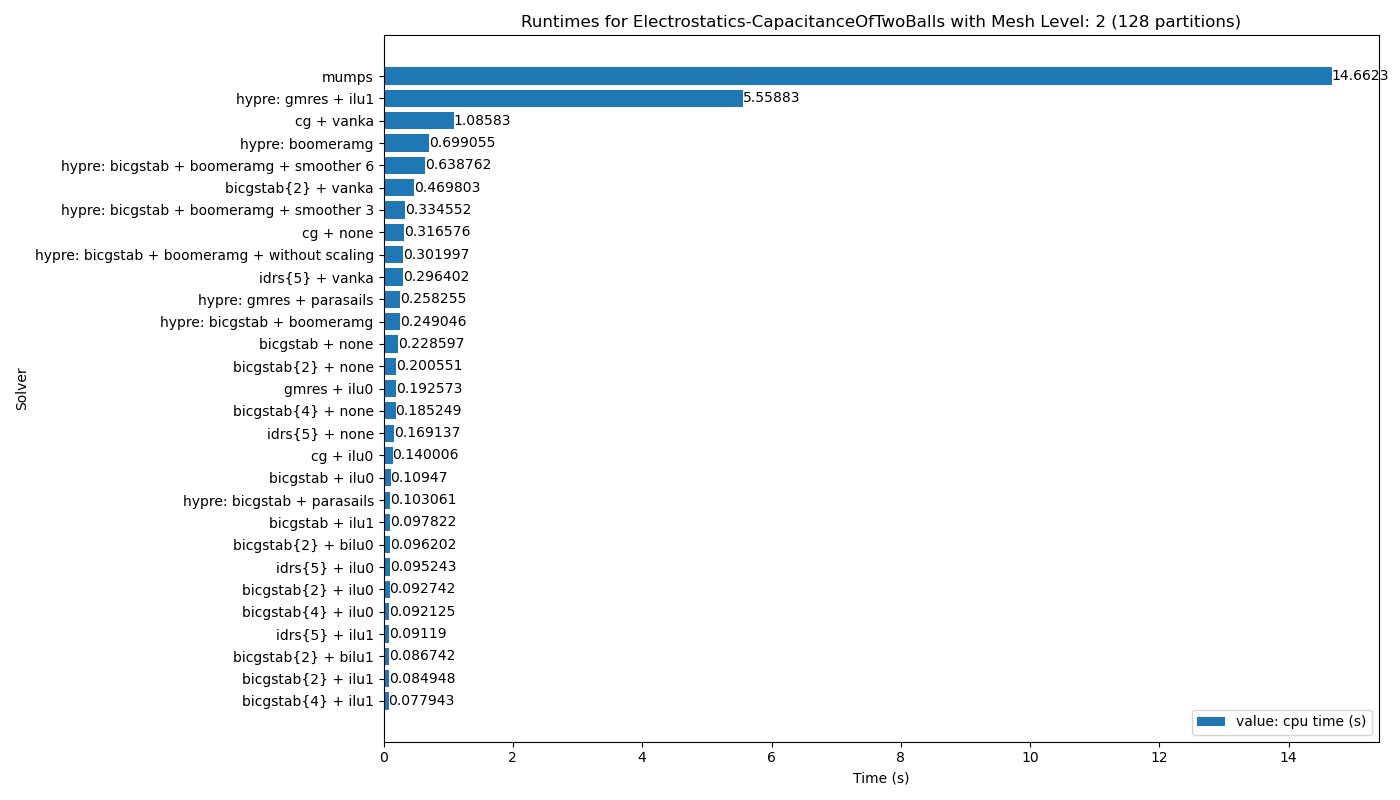 Runtimes for Electrostatics-CapacitanceOfTwoBalls with Mesh Level: 2 (128 partitions)
mumps 14.6623
hypre: gmres + ilu1 5.55883
cg + vanka 1.08583
hypre: boomeramg 0.699055
hypre: bicgstab + boomeramg + smoother 6 0.638762
bicgstab{2} + vanka 0.469803
hypre: bicgstab + boomeramg + smoother 3 0.334552
cg + none 0.316576
hypre: bicgstab + boomeramg + without scaling 0.301997
idrs{5} + vanka 0.296402
hypre: gmres + parasails 0.258255
hypre: bicgstab + boomeramg 0.249046
bicgstab + none 0.228597
bicgstab{2} + none 0.200551
gmres + ilu0 0.192573
bicgstab{4} + none 0.185249
idrs{5} + none 0.169137
cg + ilu0 0.140006
bicgstab + ilu0 0.10947
hypre: bicgstab + parasails 0.103061
bicgstab + ilu1 0.097822
bicgstab{2} + bilu0 0.096202
idrs{5} + ilu0 0.095243
bicgstab{2} + ilu0 0.092742
bicgstab{4} + ilu0 0.092125
idrs{5} + ilu1 0.09119
bicgstab{2} + bilu1 0.086742
bicgstab{2} + ilu1 0.084948
bicgstab{4} + ilu1 0.077943
Solver
value: cpu time (s)
0 2 4 6 8 10 12 14
Time (s)